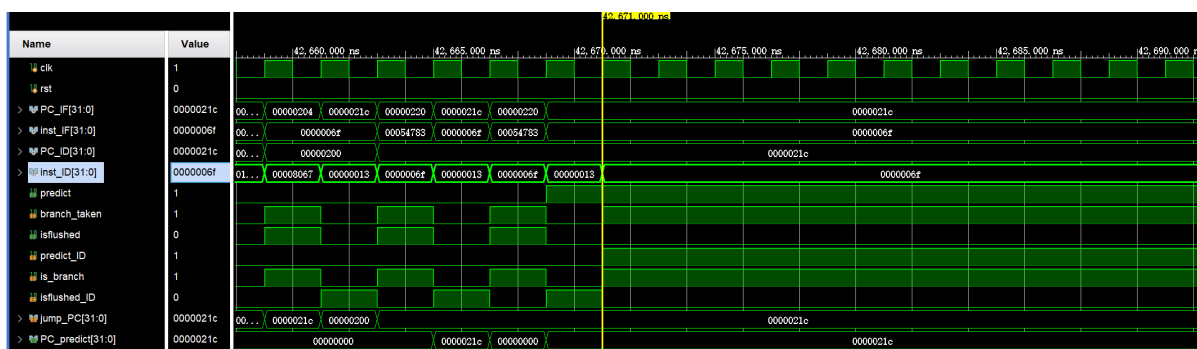 42,671.000 ns
Name Value 42,660.000 ns 42,665.000 ns 42,670.000 ns 42,675.000 ns 42,680.000 ns 42,685.000 ns 42,690.000
clk 1
rst 0
PC_IF[31:0] 0000021c 00... 00000204 0000021c 00000220 0000021c 00000220 0000021c
inst_IF[31:0] 0000006f 00... 0000006f 00054783 0000006f 00054783 0000006f
PC_ID[31:0] 0000021c 00... 00000200 0000021c
inst_ID[31:0] 0000006f 01... 00008067 00000013 0000006f 00000013 0000006f 00000013 0000006f
predict 1
branch_taken 1
isflushed 0
predict_ID 1
is_branch 1
isflushed_ID 0
jump_PC[31:0] 0000021c 00... 0000021c 00000200 0000021c
PC_predict[31:0] 0000021c 00000000 0000021c 00000000 0000021c